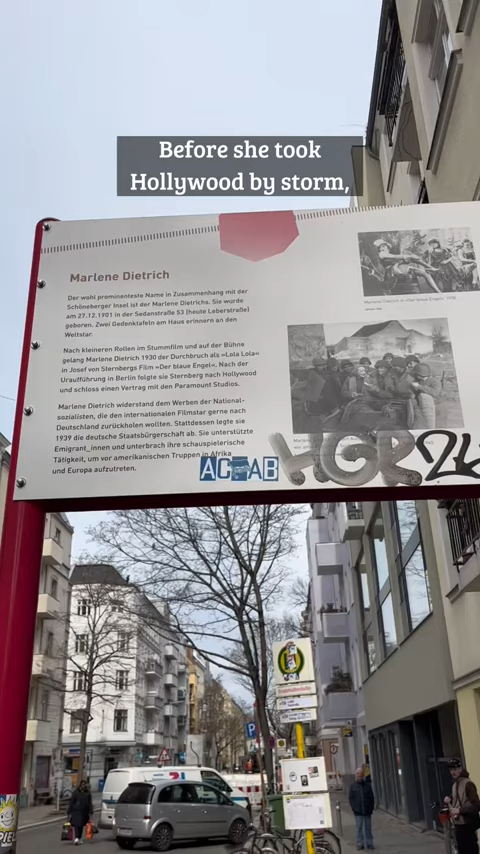 Before she took
Hollywood by storm,
Marlene Dietrich
Der wohl prominenteste Name in Zusammenhang mit der
Schöneberger Insel ist der Marlene Dietrichs. Sie wurde
am 27.12.1901 in der Sedanstraße 53 (heute Leberstraße)
geboren. Zwei Gedenktafeln am Haus erinnern an den
Weltstar.
Nach kleineren Rollen im Stummfilm und auf der Bühne
gelang Marlene Dietrich 1930 der Durchbruch als »Lola Lola«
in Josef von Sternbergs Film »Der blaue Engel«. Nach der
Uraufführung in Berlin folgte sie Sternberg nach Hollywood
und schloss einen Vertrag mit den Paramount Studios.
Marlene Dietrich widerstand dem Werben der National-
sozialisten, die den internationalen Filmstar gerne nach
Deutschland zurückholen wollten. Stattdessen legte sie
1939 die deutsche Staatsbürgerschaft ab. Sie unterstützte
Emigrant_innen und unterbrach ihre schauspielerische
Tätigkeit, um vor amerikanischen Truppen in Afrika
und Europa aufzutreten.
ACAB
H
P